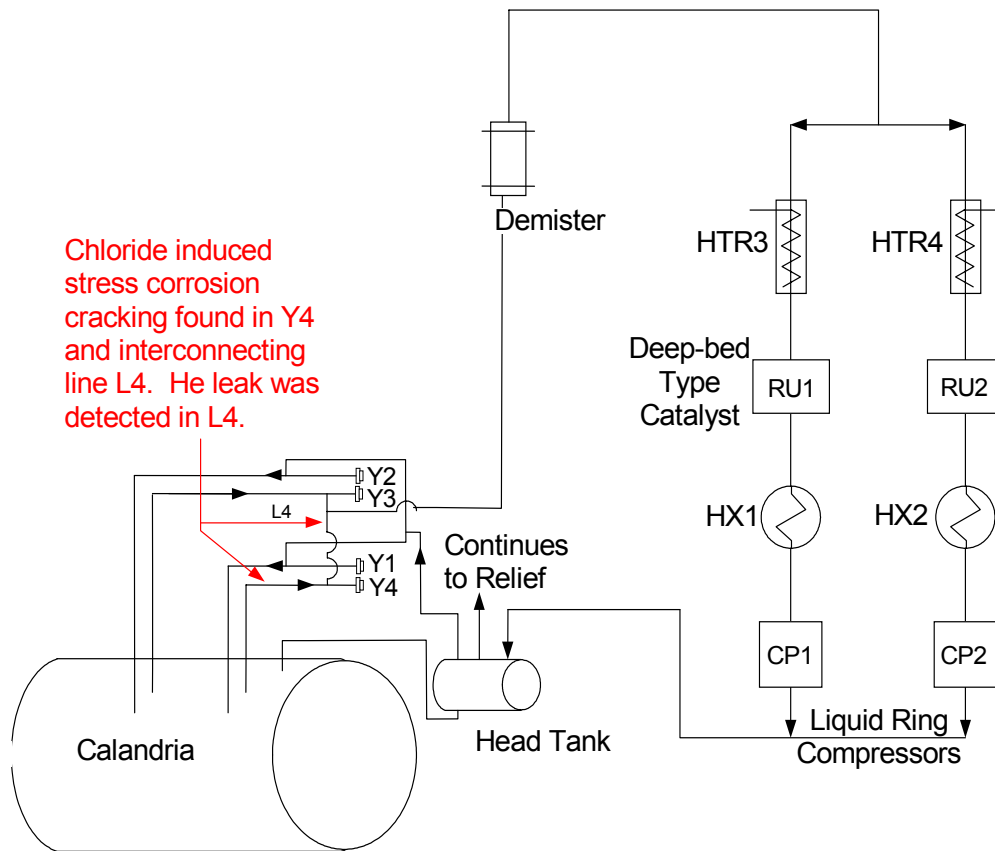 Demister
HTR3
HTR4
Chloride induced
stress corrosion
cracking found in Y4
and interconnecting
line L4.  He leak was
detected in L4.
Deep-bed
Type
Catalyst
RU1
RU2
Y2
Y3
L4
HX1
HX2
Continues
to Relief
Y1
Y4
CP1
CP2
Calandria
Head Tank
Liquid Ring
Compressors